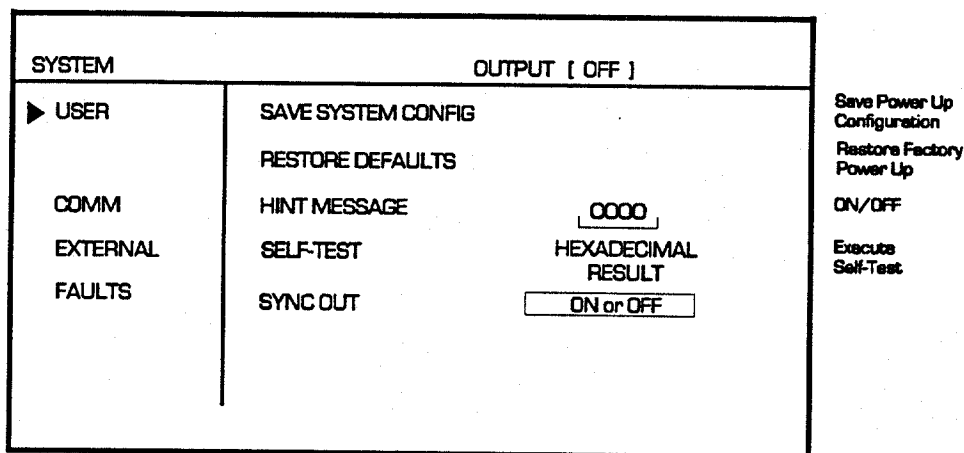 SYSTEM OUTPUT [ OFF ]
USER SAVE SYSTEM CONFIG Save Power Up
Configuration
RESTORE DEFAULTS Restore Factory
Power Up
COMM HINT MESSAGE 0000 ON/OFF
EXTERNAL SELF-TEST HEXADECIMAL Execute
RESULT Self-Test
FAULTS
SYNC OUT ON or OFF